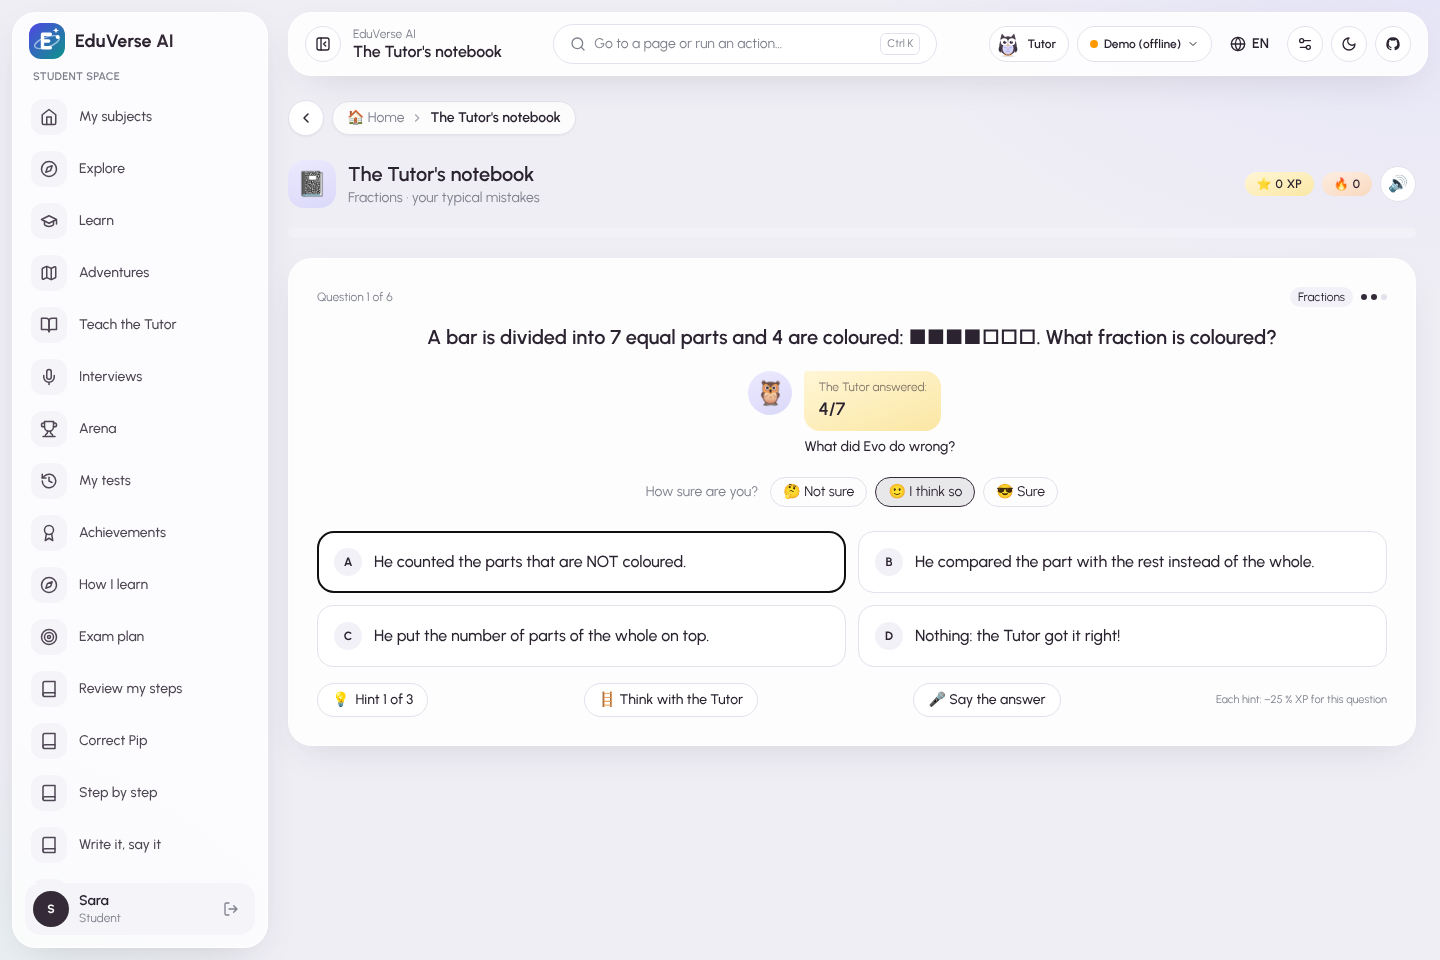 EduVerse AI
STUDENT SPACE
My subjects
Explore
Learn
Adventures
Teach the Tutor
Interviews
Arena
My tests
Achievements
How I learn
Exam plan
Review my steps
Correct Pip
Step by step
Write it, say it
S
Sara
Student
EduVerse AI
The Tutor's notebook
Go to a page or run an action...
Ctrl K
Tutor
Demo (offline)
EN
Home
The Tutor's notebook
The Tutor's notebook
Fractions · your typical mistakes
0 XP
0
Question 1 of 6
Fractions
A bar is divided into 7 equal parts and 4 are coloured: ■■■■□□□. What fraction is coloured?
The Tutor answered:
4/7
What did Evo do wrong?
How sure are you?
Not sure
I think so
Sure
A He counted the parts that are NOT coloured.
B He compared the part with the rest instead of the whole.
C He put the number of parts of the whole on top.
D Nothing: the Tutor got it right!
Hint 1 of 3
Think with the Tutor
Say the answer
Each hint: −25 % XP for this question